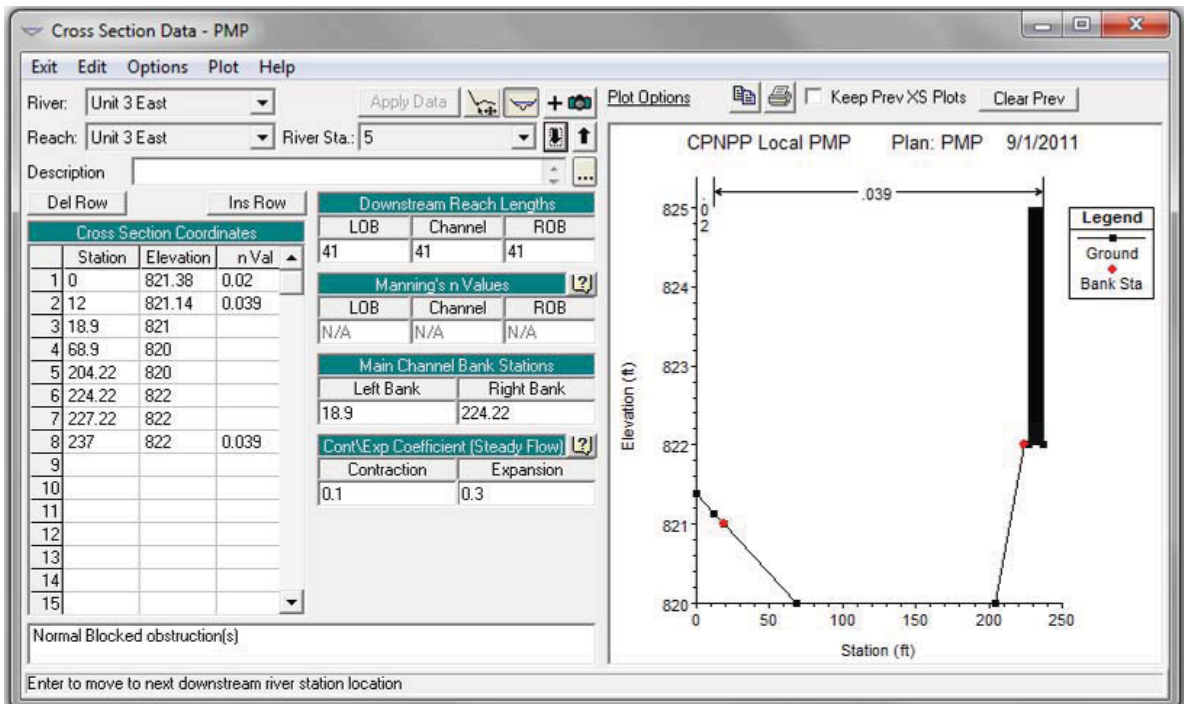 Cross Section Data - PMP
Exit Edit Options Plot Help
River: Unit 3 East
Apply Data
Reach: Unit 3 East River Sta.: 5
Description
Del Row Ins Row
Cross Section Coordinates
Station Elevation n Val
1 0 821.38 0.02
2 12 821.14 0.039
3 18.9 821
4 68.9 820
5 204.22 820
6 224.22 822
7 227.22 822
8 237 822 0.039
9
10
11
12
13
14
15
Downstream Reach Lengths
LOB Channel ROB
41 41 41
Manning's n Values
LOB Channel ROB
N/A N/A N/A
Main Channel Bank Stations
Left Bank Right Bank
18.9 224.22
Cont\Exp Coefficient (Steady Flow)
Contraction Expansion
0.1 0.3
Normal Blocked obstruction(s)
Enter to move to next downstream river station location
Plot Options Keep Prev XS Plots Clear Prev
CPNPP Local PMP Plan: PMP 9/1/2011
.02
.039
825
824
823
822
821
820
Elevation (ft)
0 50 100 150 200 250
Station (ft)
Legend
Ground
Bank Sta